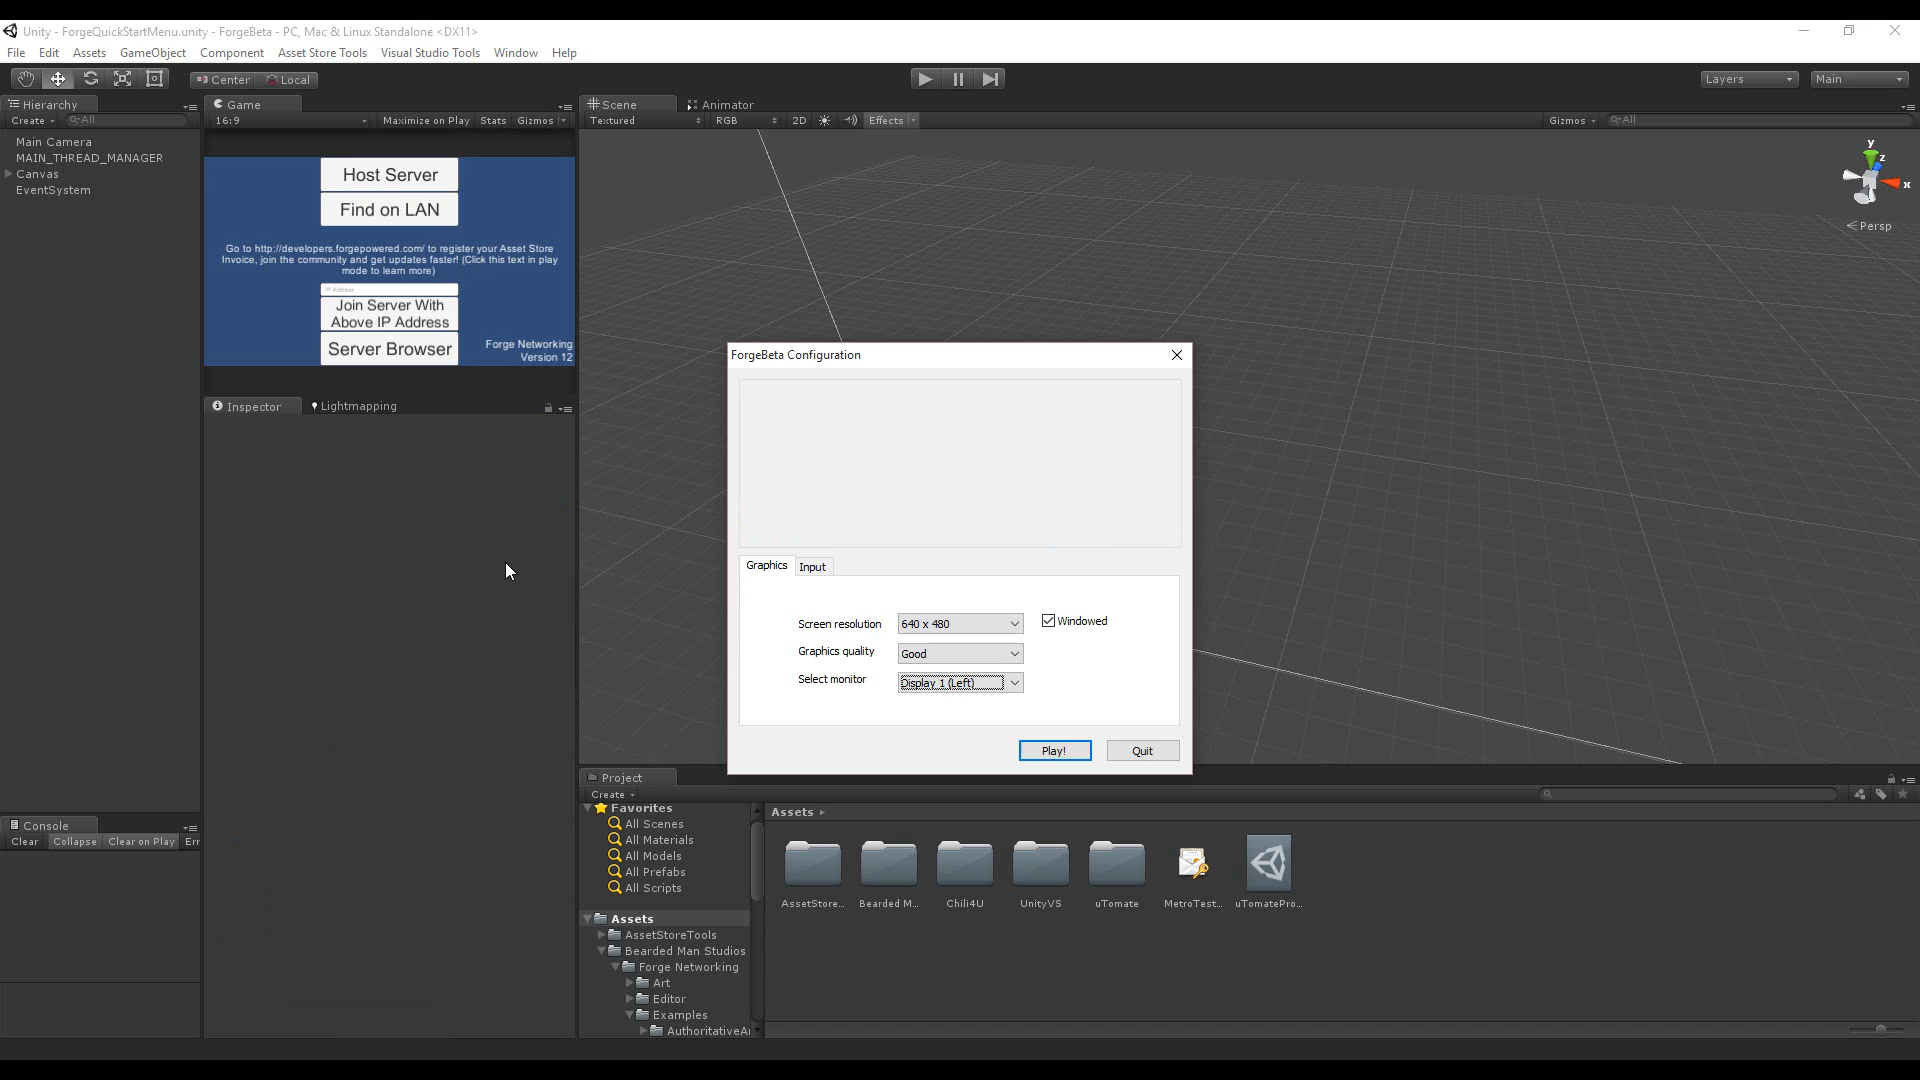 Unity - ForgeQuickStartMenu.unity - ForgeBeta - PC, Mac & Linux Standalone <DX11>
File Edit Assets GameObject Component Asset Store Tools Visual Studio Tools Window Help
Center Local
Layers Main
Hierarchy
Create All
Main Camera
MAIN_THREAD_MANAGER
Canvas
EventSystem
Game
16:9 Maximize on Play Stats Gizmos
Host Server
Find on LAN
Go to http://developers.forgepowered.com/ to register your Asset Store
Invoice, join the community and get updates faster! (Click this text in play
mode to learn more)
IP Address
Join Server With
Above IP Address
Server Browser
Forge Networking
Version 12
Inspector Lightmapping
Scene Animator
Textured RGB 2D Effects Gizmos All
y
z
x
Persp
ForgeBeta Configuration
Graphics Input
Screen resolution 640 x 480 Windowed
Graphics quality Good
Select monitor Display 1 (Left)
Play! Quit
Console
Clear Collapse Clear on Play Err
Project
Create
Favorites
All Scenes
All Materials
All Models
All Prefabs
All Scripts
Assets
AssetStoreTools
Bearded Man Studios
Forge Networking
Art
Editor
Examples
AuthoritativeAr
Assets
AssetStore... Bearded M... Chili4U UnityVS uTomate MetroTest... uTomatePro...